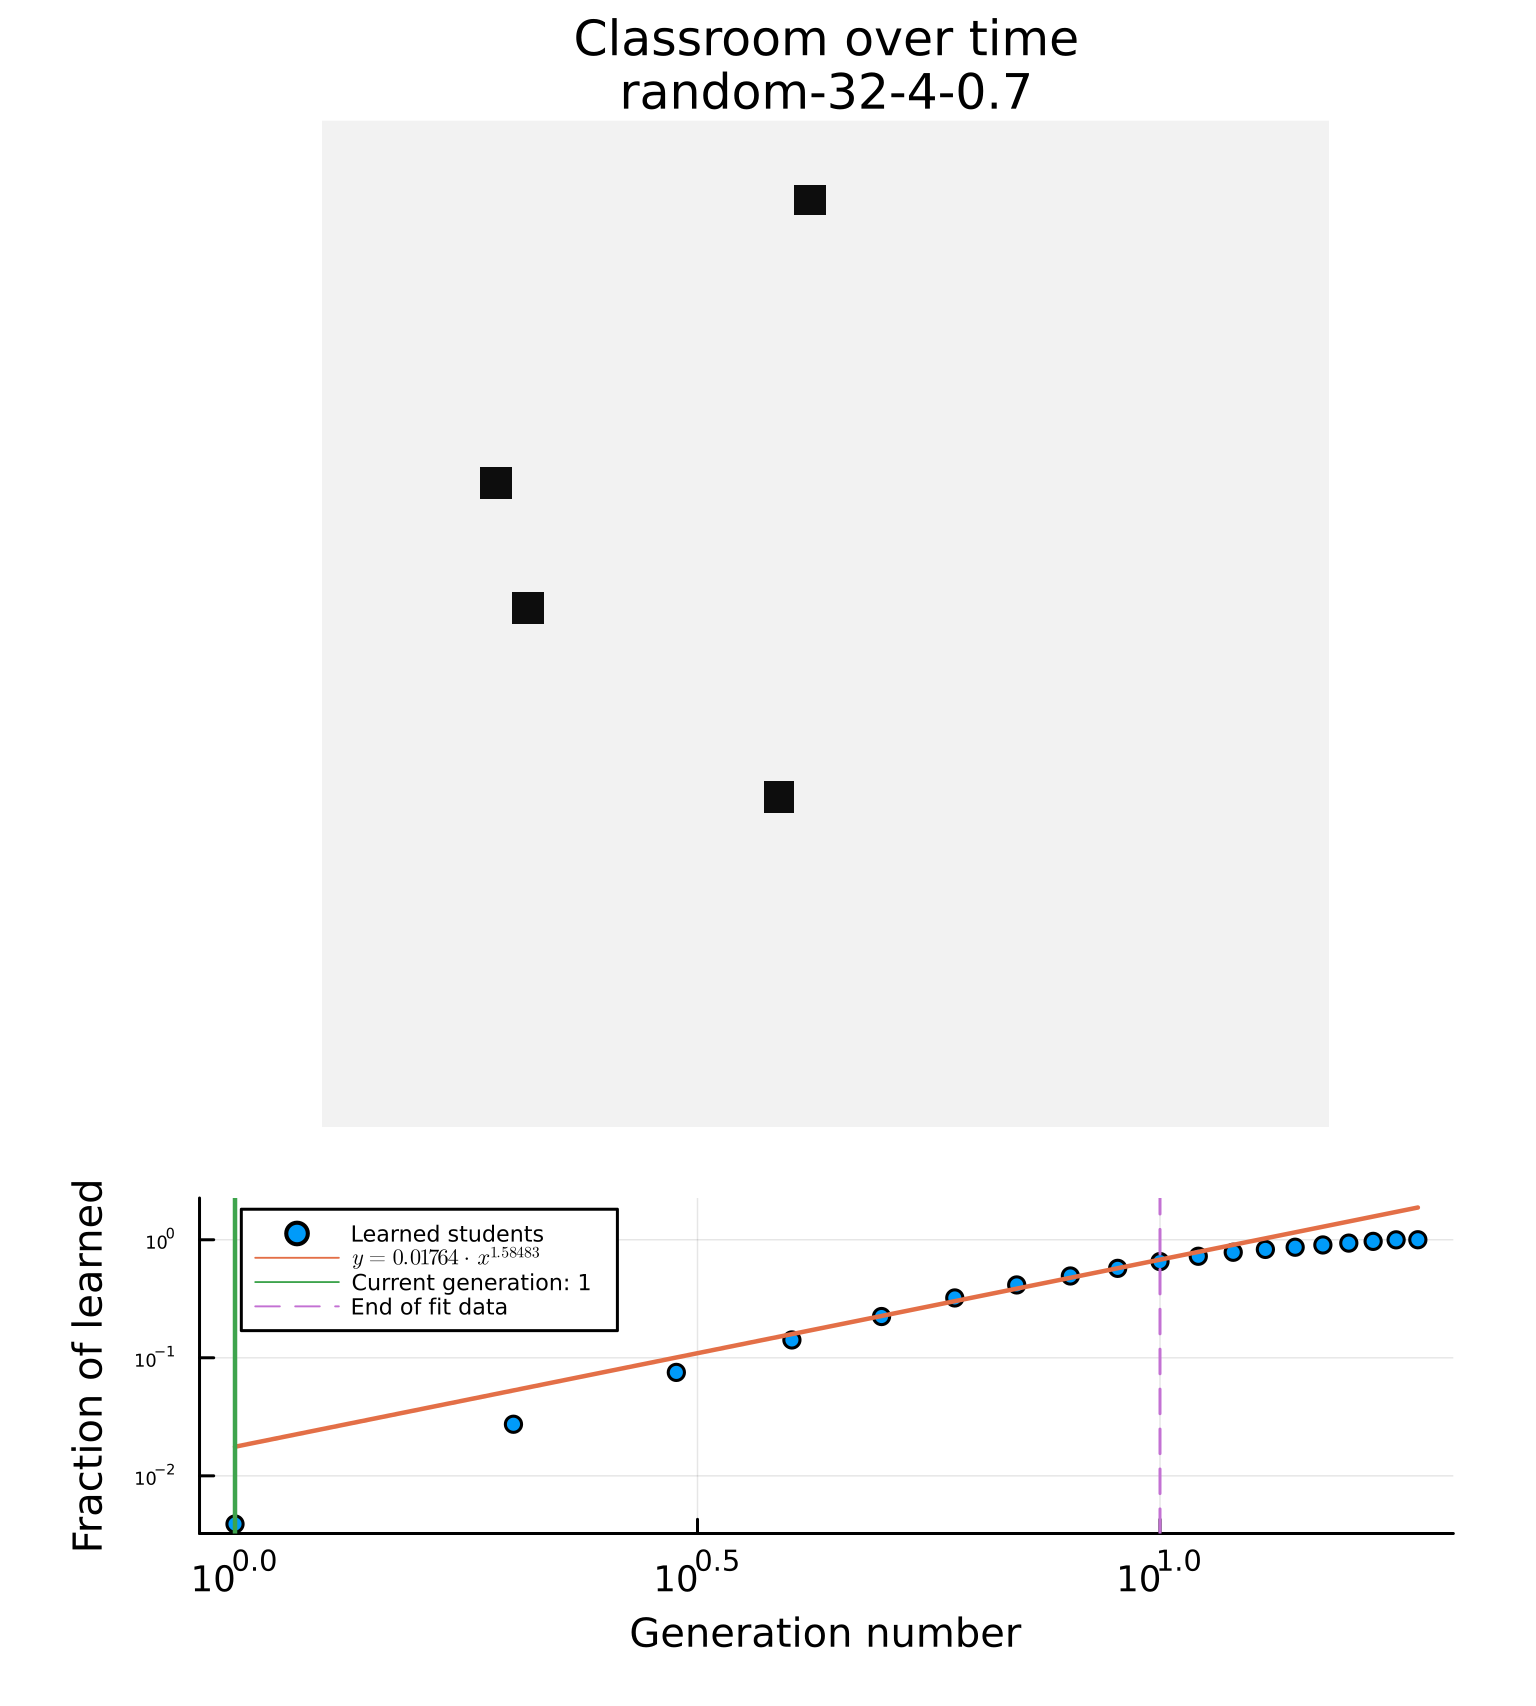 Classroom over time
random-32-4-0.7
Fraction of learned
10⁰
10⁻¹
10⁻²
Learned students
y = 0.01764 · x^1.58483
Current generation: 1
End of fit data
10^0.0
10^0.5
10^1.0
Generation number